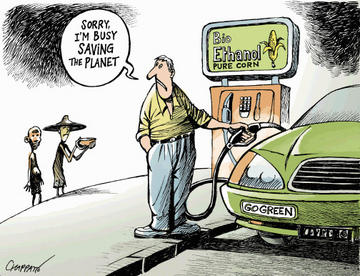 SORRY,
I'M BUSY
SAVING
THE PLANET
Bio
Ethanol
PURE CORN
GO GREEN
CHAPPATTE